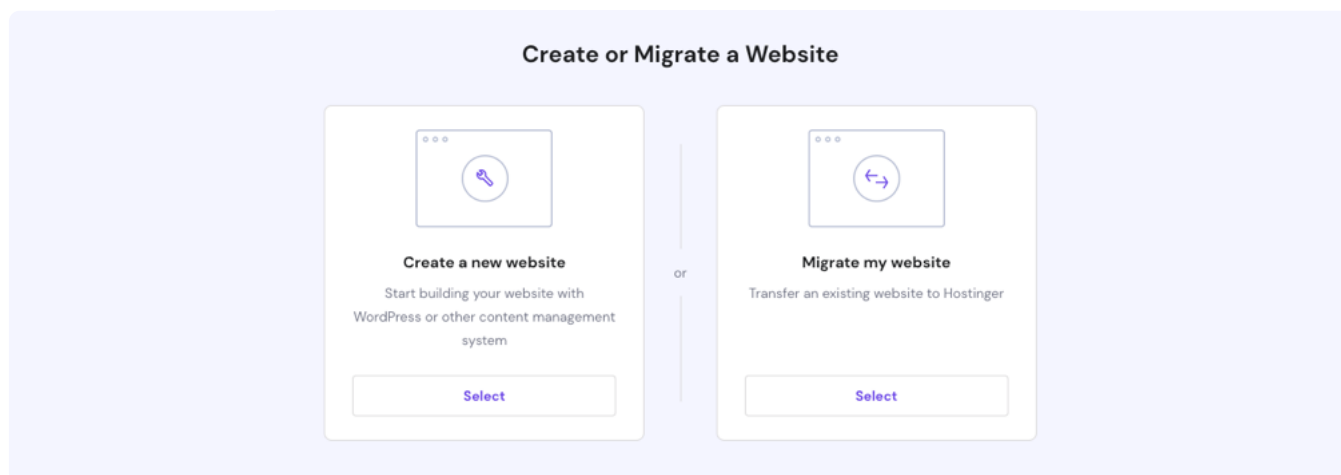 Create or Migrate a Website
Create a new website
Start building your website with
WordPress or other content management
system
Select
or
Migrate my website
Transfer an existing website to Hostinger
Select